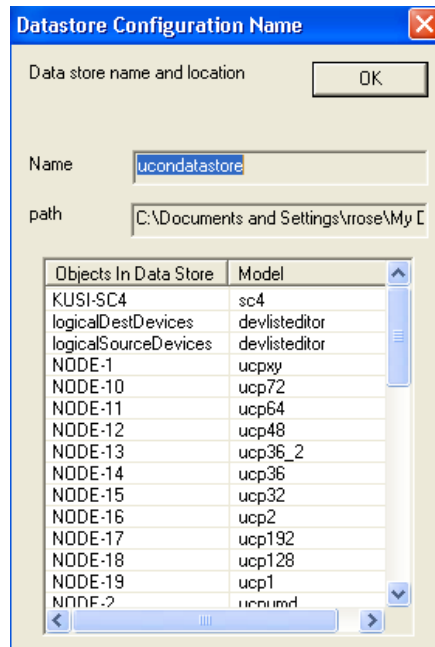 Datastore Configuration Name
Data store name and location
OK
Name ucondatastore
path C:\Documents and Settings\rrose\My D
Objects In Data Store Model
KUSI-SC4 sc4
logicalDestDevices devlisteditor
logicalSourceDevices devlisteditor
NODE-1 ucpxy
NODE-10 ucp72
NODE-11 ucp64
NODE-12 ucp48
NODE-13 ucp36_2
NODE-14 ucp36
NODE-15 ucp32
NODE-16 ucp2
NODE-17 ucp192
NODE-18 ucp128
NODE-19 ucp1
NODE-2 ucpumd